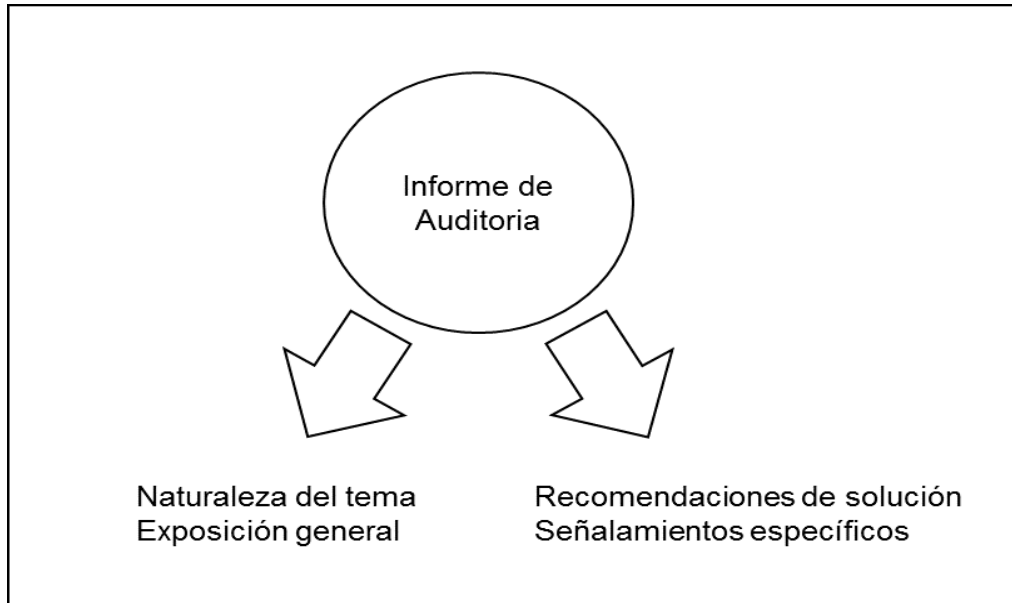 Informe de
Auditoria
Naturaleza del tema
Exposición general
Recomendaciones de solución
Señalamientos específicos